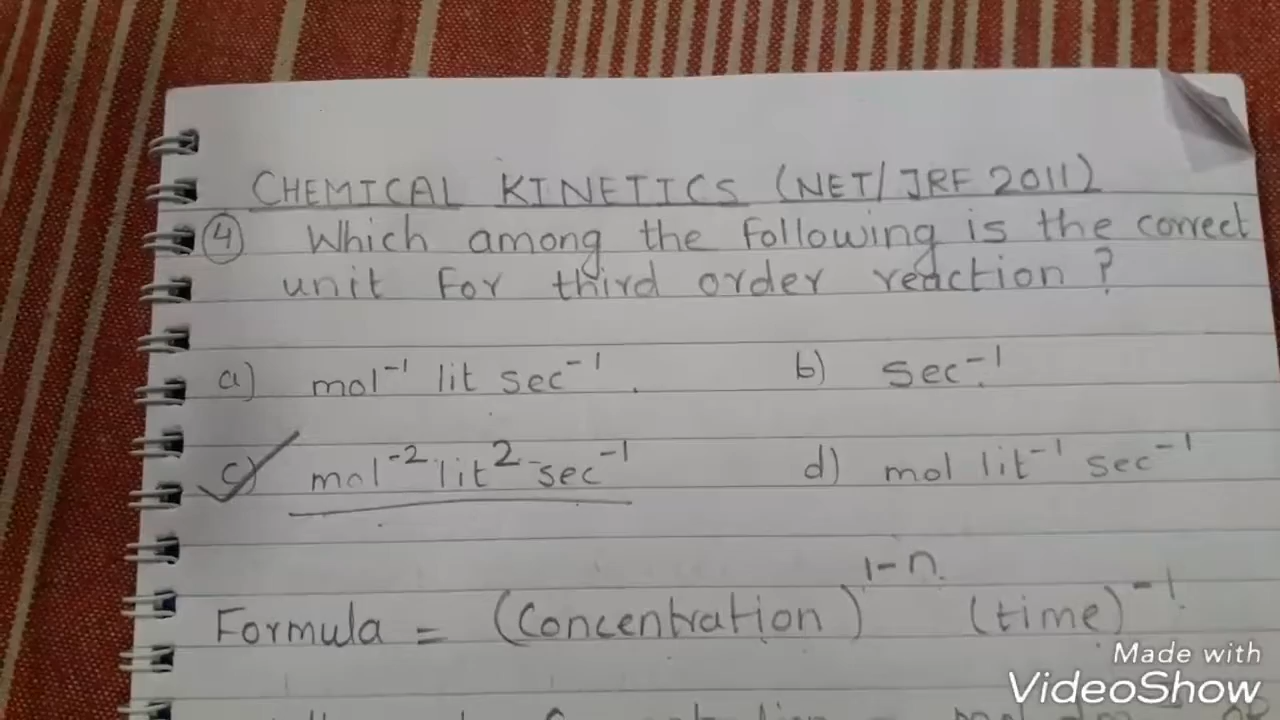 CHEMICAL KINETICS (NET/JRF 2011)
④ Which among the following is the correct
unit for third order reaction?
a) mol⁻¹ lit sec⁻¹. b) sec⁻¹
c) mol⁻² lit² sec⁻¹ d) mol lit⁻¹ sec⁻¹
Formula = (Concentration)¹⁻ⁿ (time)⁻¹
Made with
VideoShow